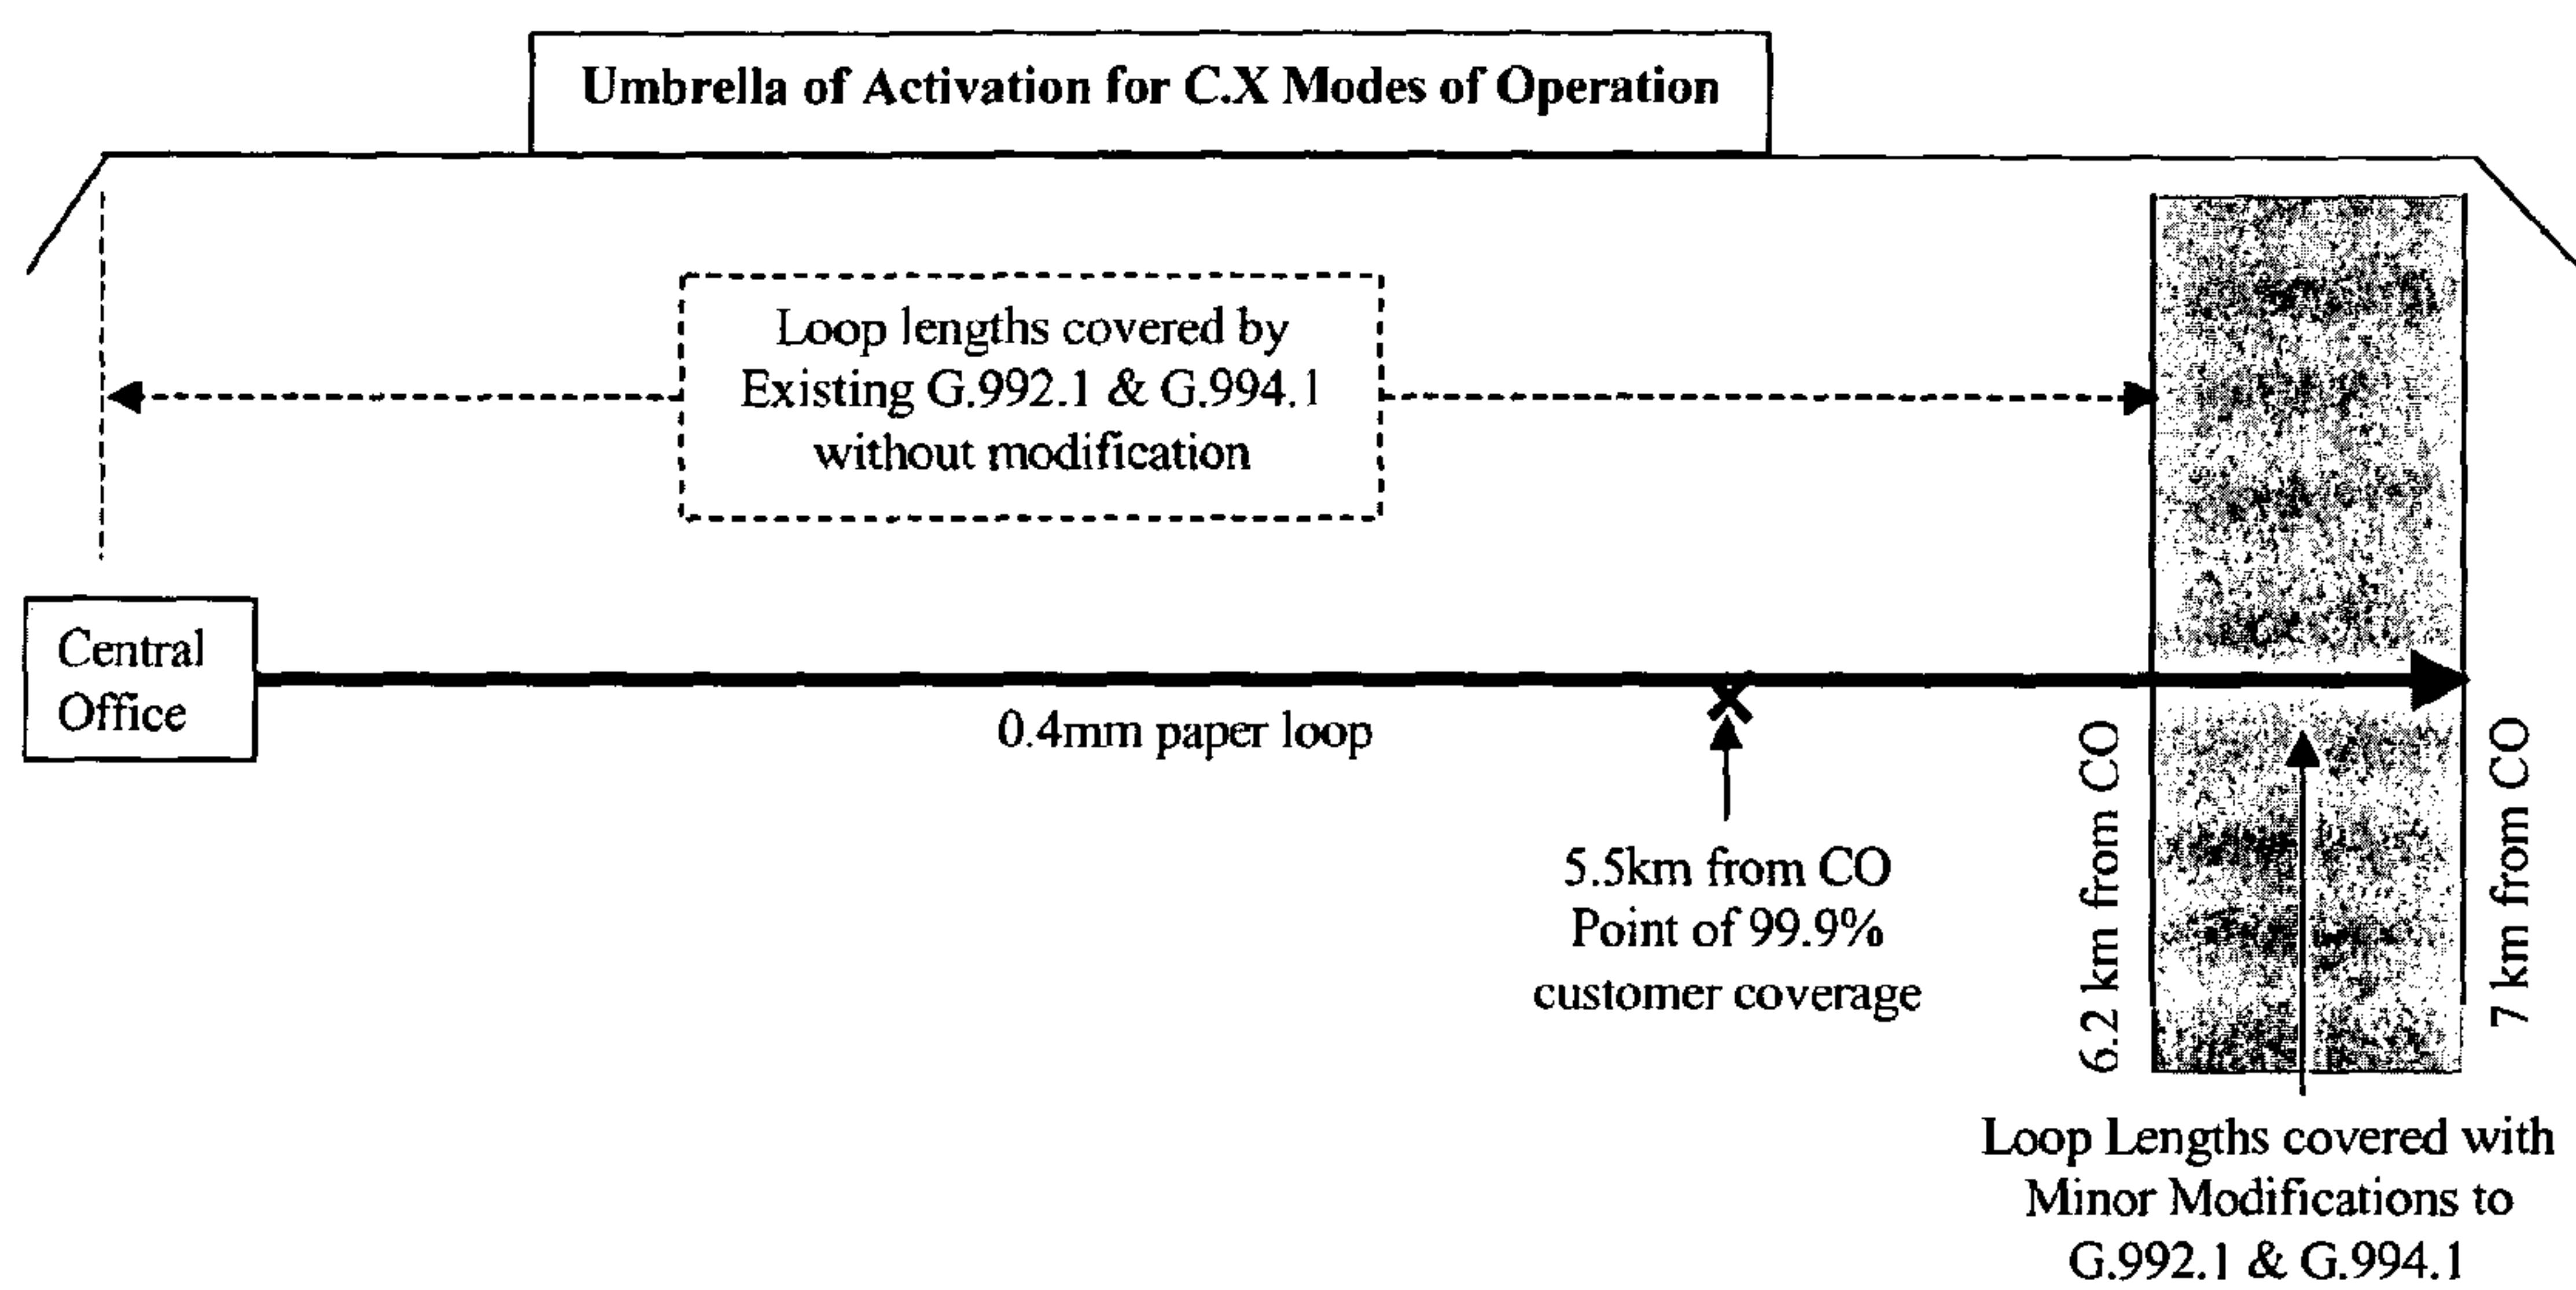 Umbrella of Activation for C.X Modes of Operation
Loop lengths covered by
Existing G.992.1 & G.994.1
without modification
Central
Office
0.4mm paper loop
5.5km from CO
Point of 99.9%
customer coverage
6.2 km from CO
7 km from CO
Loop Lengths covered with
Minor Modifications to
G.992.1 & G.994.1